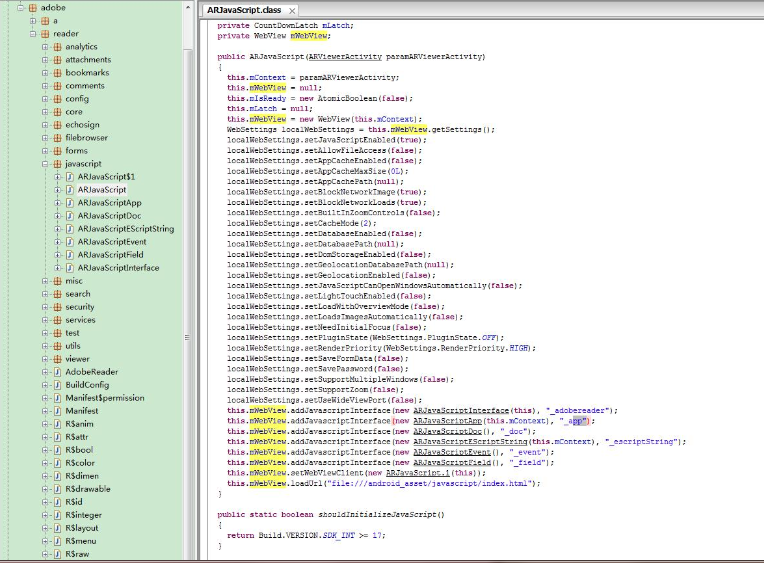 adobe
a
reader
analytics
attachments
bookmarks
comments
config
core
echosign
filebrowser
forms
javascript
ARJavaScript$1
ARJavaScript
ARJavaScriptApp
ARJavaScriptDoc
ARJavaScriptEScriptString
ARJavaScriptEvent
ARJavaScriptField
ARJavaScriptInterface
misc
search
security
services
test
utils
viewer
AdobeReader
BuildConfig
Manifest$permission
Manifest
R$anim
R$attr
R$bool
R$color
R$dimen
R$drawable
R$id
R$integer
R$layout
R$menu
R$raw
ARJavaScript.class
private CountDownLatch mLatch;
private WebView mWebView;
public ARJavaScript(ARViewerActivity paramARViewerActivity)
{
this.mContext = paramARViewerActivity;
this.mWebView = null;
this.mIsReady = new AtomicBoolean(false);
this.mLatch = null;
this.mWebView = new WebView(this.mContext);
WebSettings localWebSettings = this.mWebView.getSettings();
localWebSettings.setJavaScriptEnabled(true);
localWebSettings.setAllowFileAccess(false);
localWebSettings.setAppCacheEnabled(false);
localWebSettings.setAppCacheMaxSize(0L);
localWebSettings.setAppCachePath(null);
localWebSettings.setBlockNetworkImage(true);
localWebSettings.setBlockNetworkLoads(true);
localWebSettings.setBuiltInZoomControls(false);
localWebSettings.setCacheMode(2);
localWebSettings.setDatabaseEnabled(false);
localWebSettings.setDatabasePath(null);
localWebSettings.setDomStorageEnabled(false);
localWebSettings.setGeolocationDatabasePath(null);
localWebSettings.setGeolocationEnabled(false);
localWebSettings.setJavaScriptCanOpenWindowsAutomatically(false);
localWebSettings.setLightTouchEnabled(false);
localWebSettings.setLoadWithOverviewMode(false);
localWebSettings.setLoadsImagesAutomatically(false);
localWebSettings.setNeedInitialFocus(false);
localWebSettings.setPluginState(WebSettings.PluginState.OFF);
localWebSettings.setRenderPriority(WebSettings.RenderPriority.HIGH);
localWebSettings.setSaveFormData(false);
localWebSettings.setSavePassword(false);
localWebSettings.setSupportMultipleWindows(false);
localWebSettings.setSupportZoom(false);
localWebSettings.setUseWideViewPort(false);
this.mWebView.addJavascriptInterface(new ARJavaScriptInterface(this), "_adobereader");
this.mWebView.addJavascriptInterface(new ARJavaScriptApp(this.mContext), "_app");
this.mWebView.addJavascriptInterface(new ARJavaScriptDoc(), "_doc");
this.mWebView.addJavascriptInterface(new ARJavaScriptEScriptString(this.mContext), "_escriptString");
this.mWebView.addJavascriptInterface(new ARJavaScriptEvent(), "_event");
this.mWebView.addJavascriptInterface(new ARJavaScriptField(), "_field");
this.mWebView.setWebViewClient(new ARJavaScript.1(this));
this.mWebView.loadUrl("file:///android_asset/javascript/index.html");
}
public static boolean shouldInitializeJavaScript()
{
return Build.VERSION.SDK_INT >= 17;
}